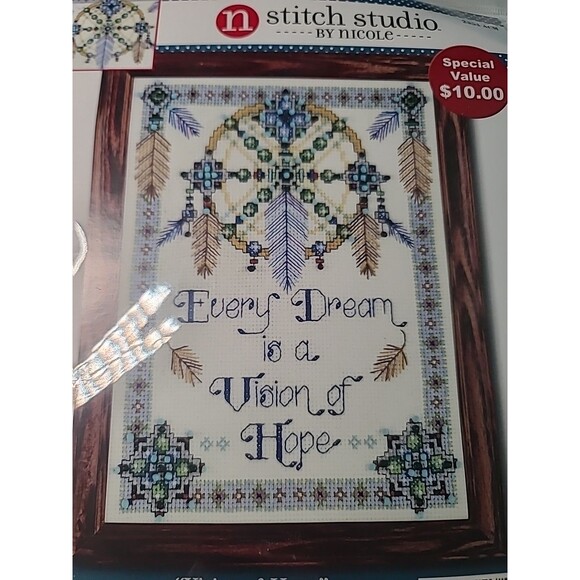 n stitch studio
BY NICOLE
Special
Value
$10.00
Every Dream
is a
Vision of
Hope